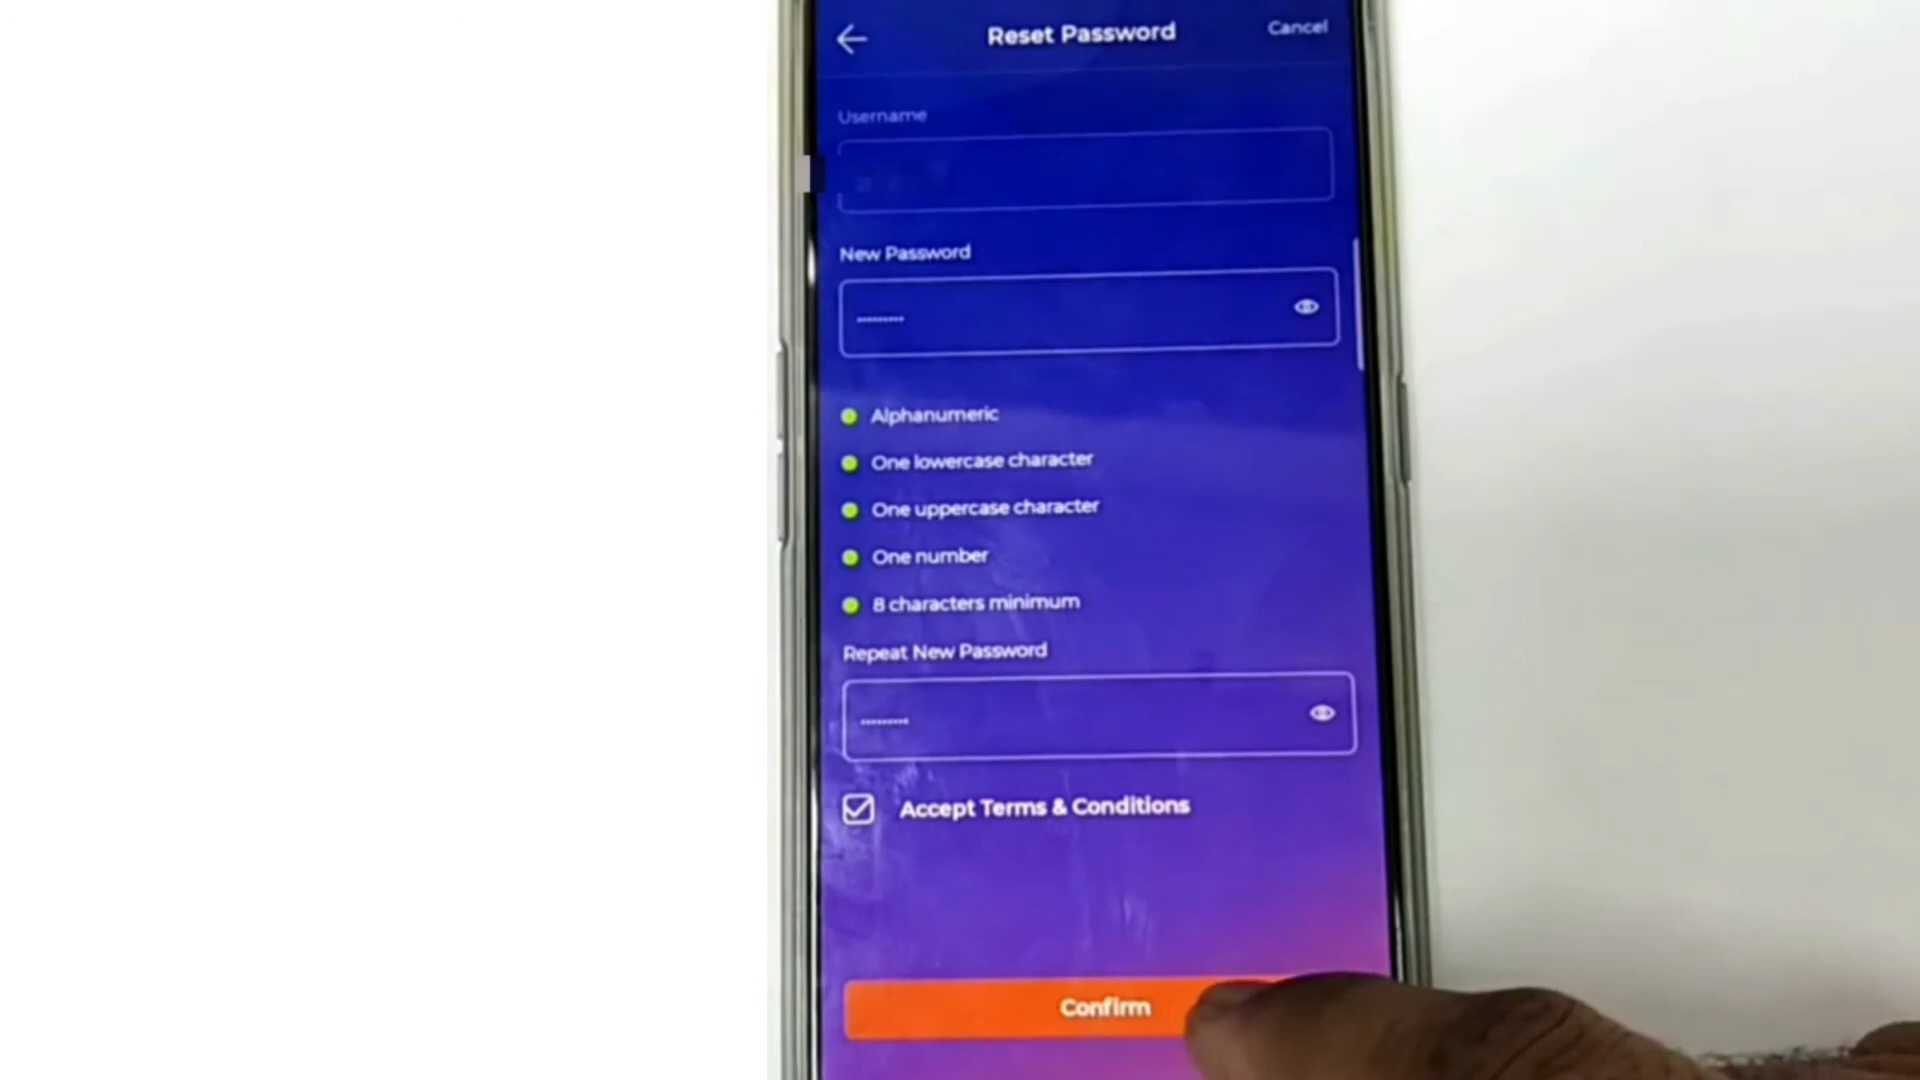 Reset Password
Cancel
Username
New Password
Alphanumeric
One lowercase character
One uppercase character
One number
8 characters minimum
Repeat New Password
Accept Terms & Conditions
Confirm